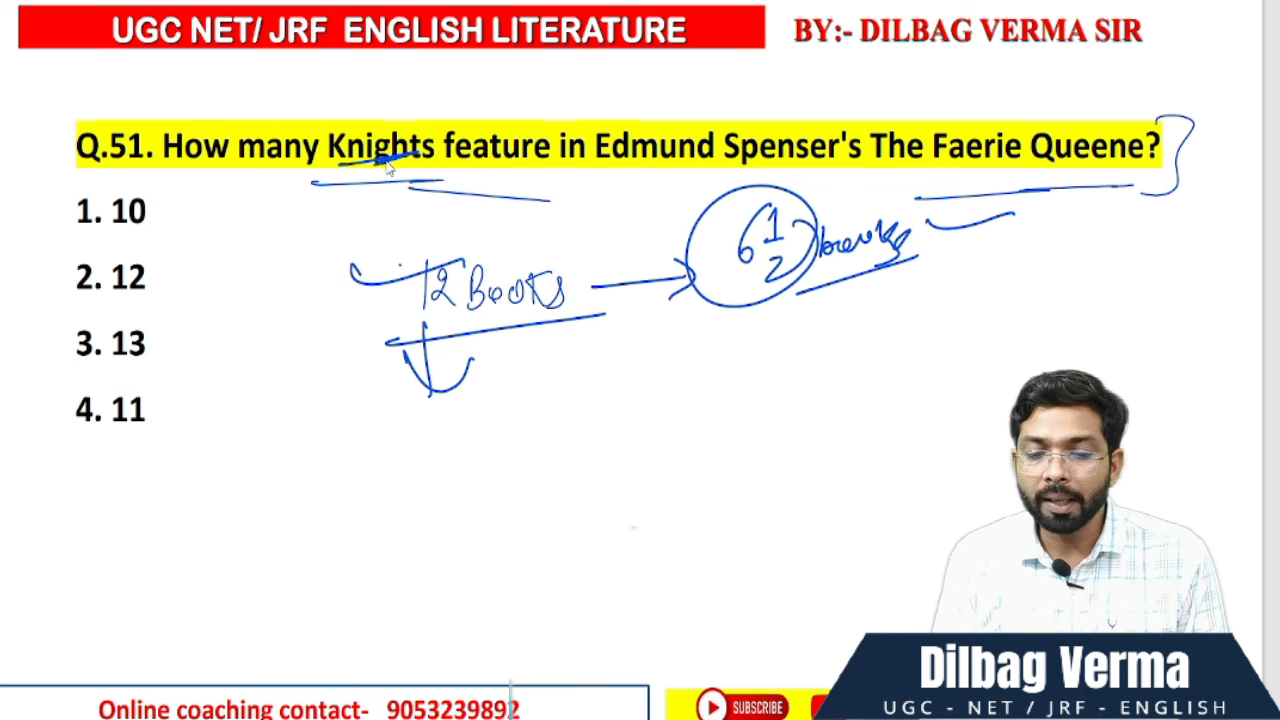 UGC NET/ JRF  ENGLISH LITERATURE
BY:- DILBAG VERMA SIR
Q.51. How many Knights feature in Edmund Spenser's The Faerie Queene?
1. 10
2. 12
3. 13
4. 11
12 Books
6 1/2
Dilbag Verma
UGC - NET / JRF - ENGLISH
Online coaching contact-  9053239892
SUBSCRIBE